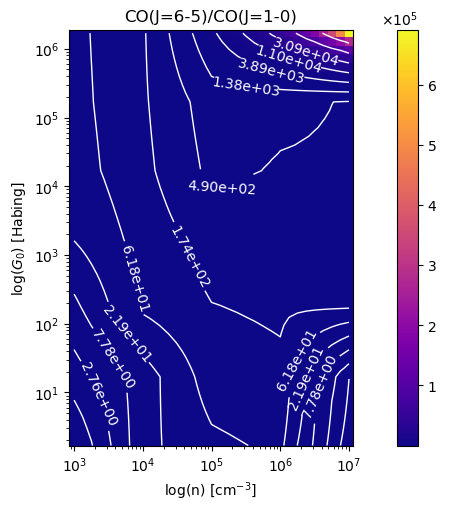 CO(J=6-5)/CO(J=1-0)
×10⁵
10⁶
10⁵
10⁴
10³
10²
10¹
log(G₀) [Habing]
3.09e+04
1.10e+04
3.89e+03
1.38e+03
4.90e+02
1.74e+02
6.18e+01
2.19e+01
7.78e+00
2.76e+00
6.18e+01
2.19e+01
7.78e+00
10³
10⁴
10⁵
10⁶
10⁷
log(n) [cm⁻³]
6
5
4
3
2
1